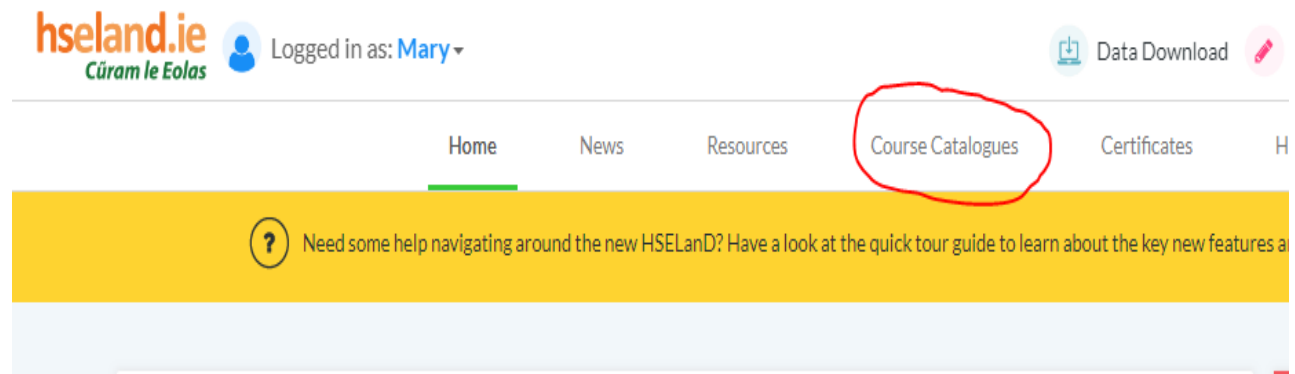 hseland.ie
Cūram le Eolas
Logged in as: Mary
Data Download
Home News Resources Course Catalogues Certificates H
? Need some help navigating around the new HSELanD? Have a look at the quick tour guide to learn about the key new features a